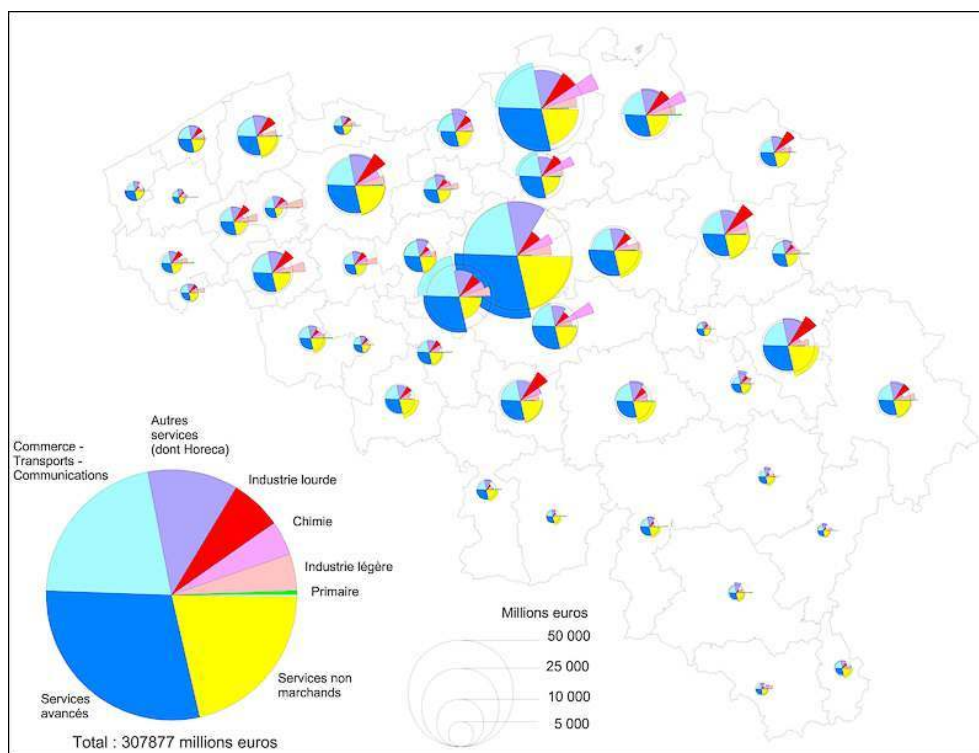 Autres
services
(dont Horeca)
Commerce -
Transports -
Communications
Industrie lourde
Chimie
Industrie légère
Primaire
Services non
marchands
Services
avancés
Total : 307877 millions euros
Millions euros
50 000
25 000
10 000
5 000